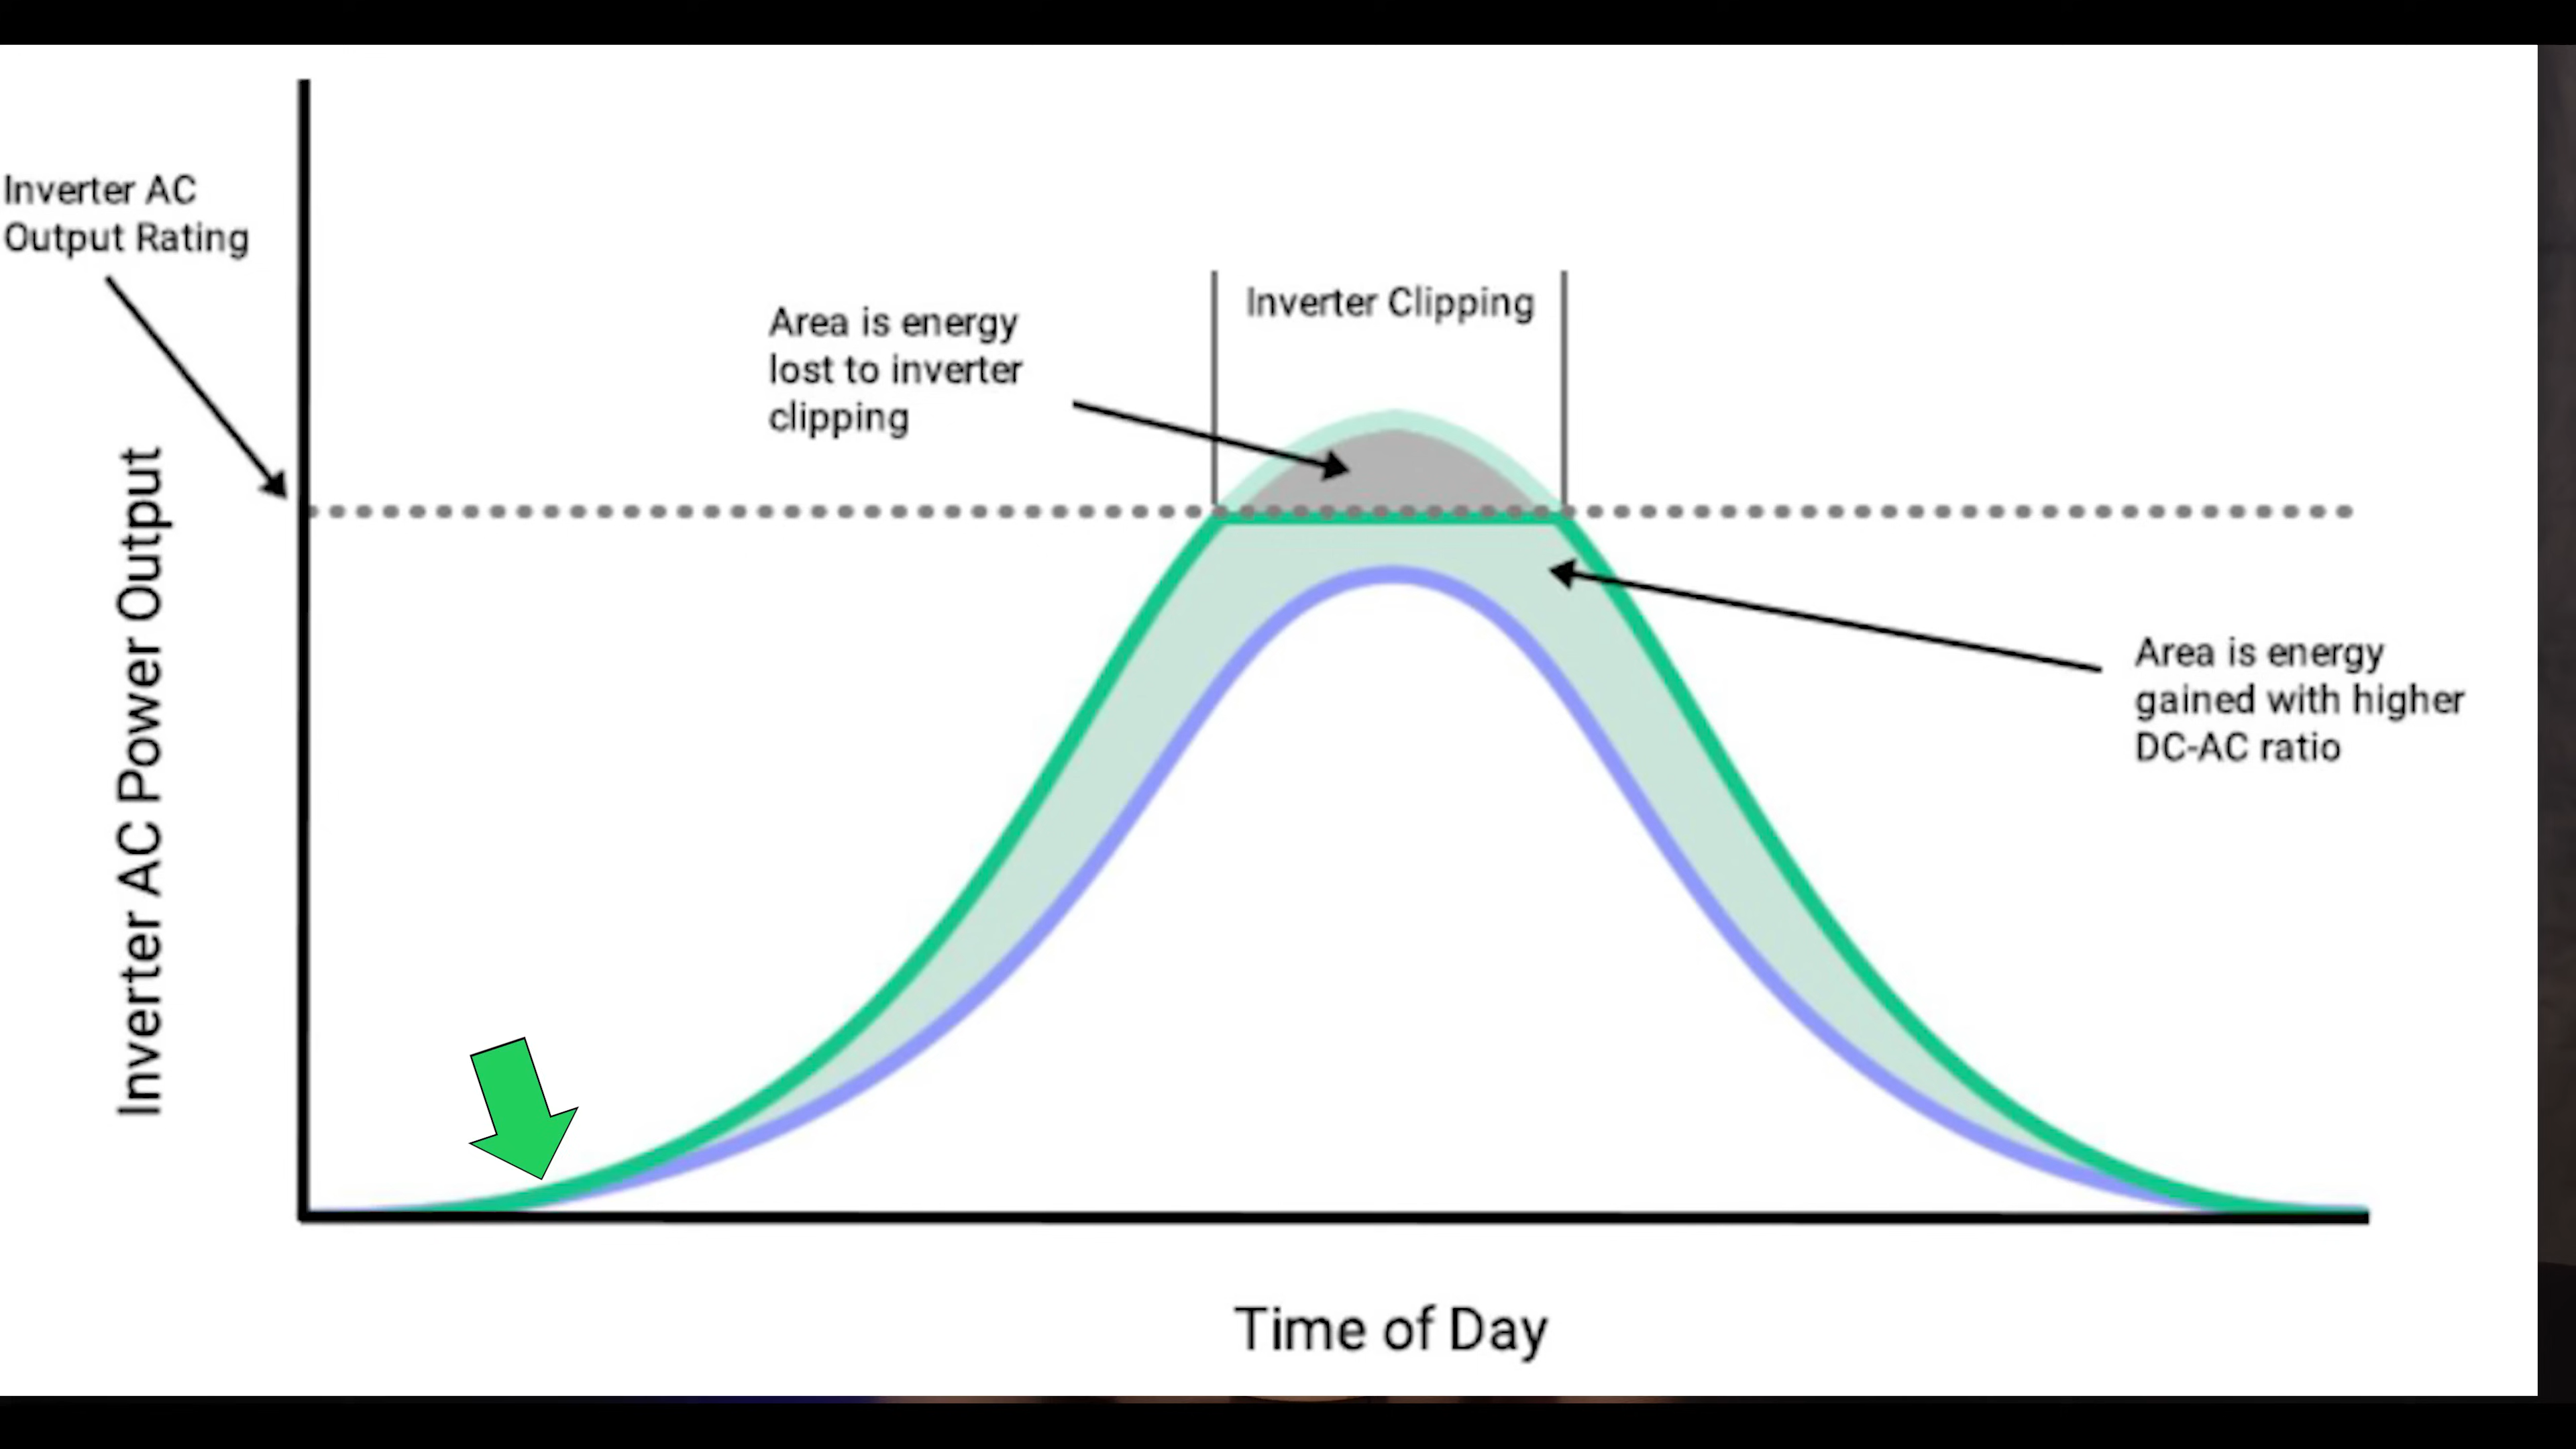 Inverter AC
Output Rating
Inverter Clipping
Area is energy
lost to inverter
clipping
Inverter AC Power Output
Area is energy
gained with higher
DC-AC ratio
Time of Day